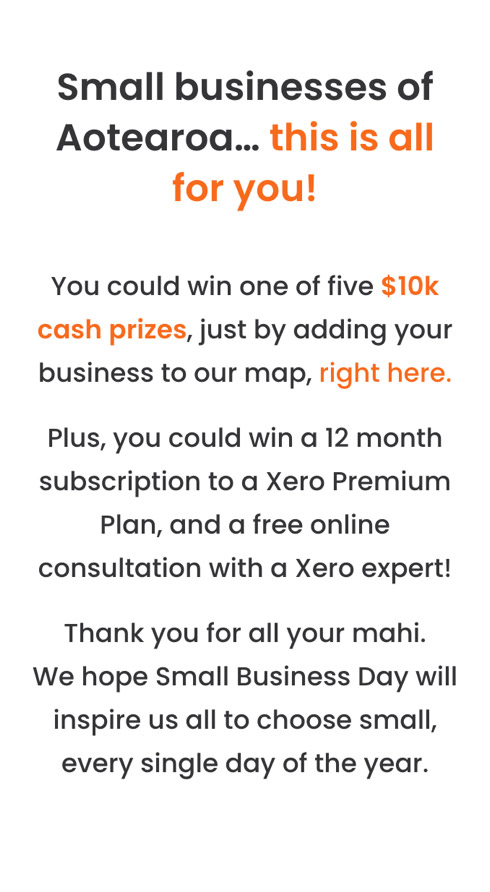 Small businesses of
Aotearoa... this is all
for you!
You could win one of five $10k
cash prizes, just by adding your
business to our map, right here.
Plus, you could win a 12 month
subscription to a Xero Premium
Plan, and a free online
consultation with a Xero expert!
Thank you for all your mahi.
We hope Small Business Day will
inspire us all to choose small,
every single day of the year.